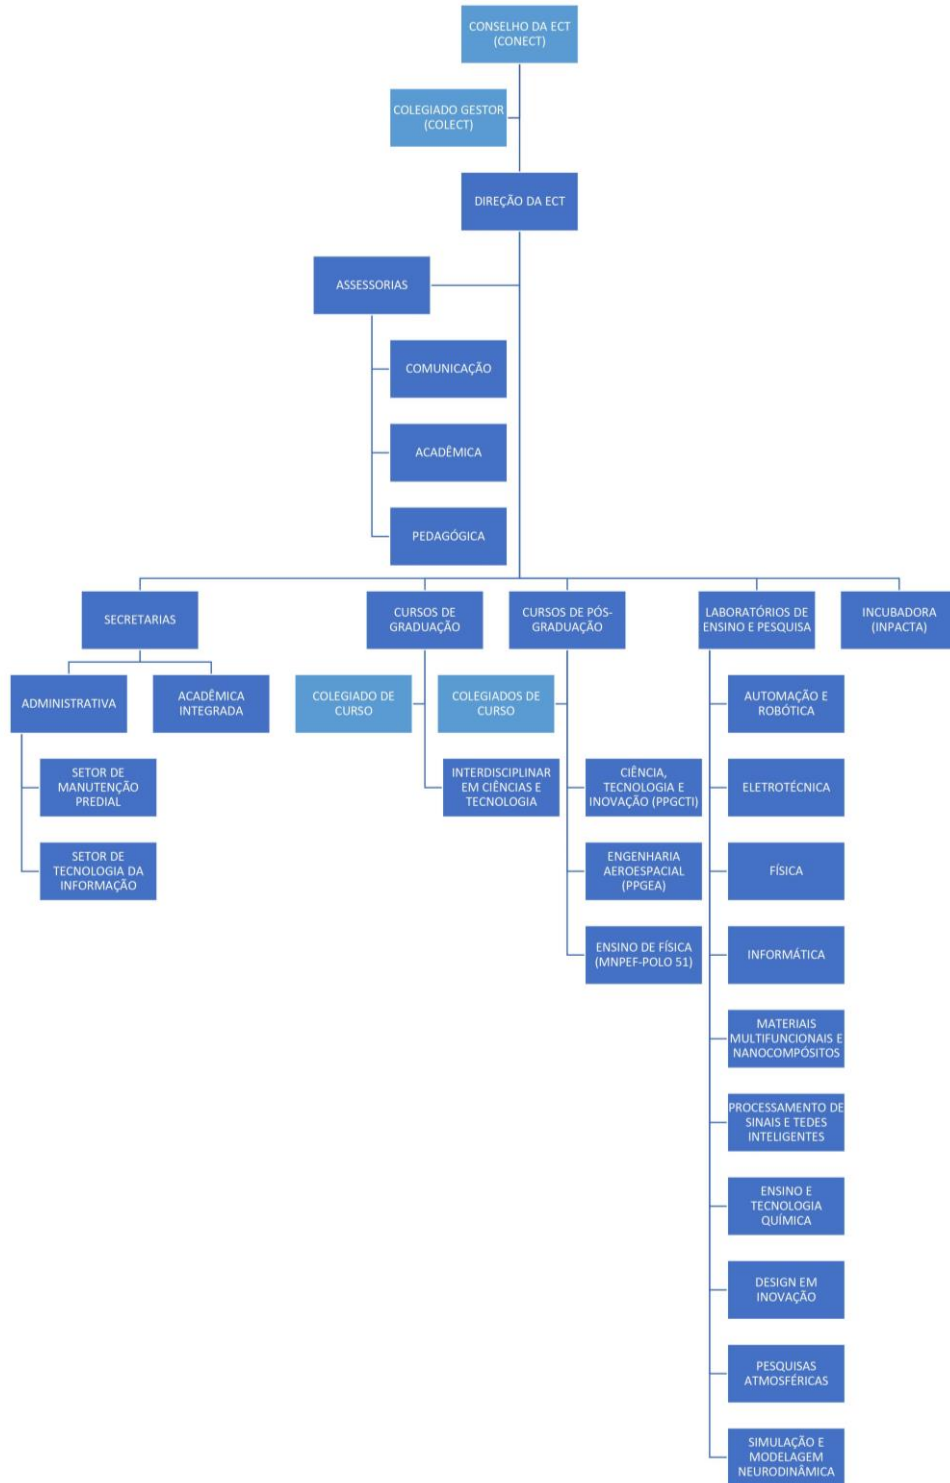 CONSELHO DA ECT
(CONECT)
COLEGIADO GESTOR
(COLECT)
DIREÇÃO DA ECT
ASSESSORIAS
COMUNICAÇÃO
ACADÊMICA
PEDAGÓGICA
SECRETARIAS
CURSOS DE
GRADUAÇÃO
CURSOS DE PÓS-
GRADUAÇÃO
LABORATÓRIOS DE
ENSINO E PESQUISA
INCUBADORA
(INPACTA)
ADMINISTRATIVA
ACADÊMICA
INTEGRADA
COLEGIADO DE
CURSO
COLEGIADOS DE
CURSO
AUTOMAÇÃO E
ROBÓTICA
SETOR DE
MANUTENÇÃO
PREDIAL
INTERDISCIPLINAR
EM CIÊNCIAS E
TECNOLOGIA
CIÊNCIA,
TECNOLOGIA E
INOVAÇÃO (PPGCTI)
ELETROTÉCNICA
SETOR DE
TECNOLOGIA DA
INFORMAÇÃO
ENGENHARIA
AEROESPACIAL
(PPGEA)
FÍSICA
ENSINO DE FÍSICA
(MNPEF-POLO 51)
INFORMÁTICA
MATERIAIS
MULTIFUNCIONAIS E
NANOCOMPÓSITOS
PROCESSAMENTO DE
SINAIS E TEDES
INTELIGENTES
ENSINO E
TECNOLOGIA
QUÍMICA
DESIGN EM
INOVAÇÃO
PESQUISAS
ATMOSFÉRICAS
SIMULAÇÃO E
MODELAGEM
NEURODINÂMICA